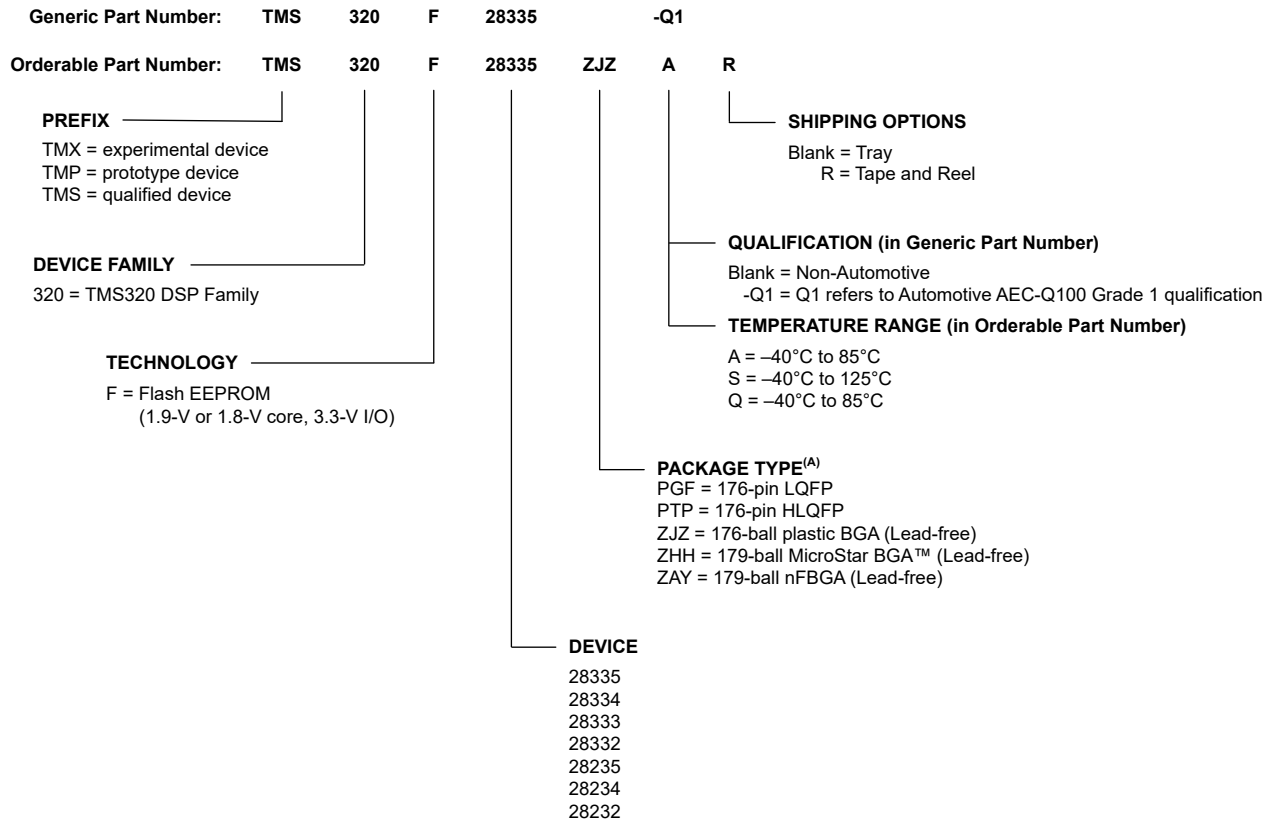 Generic Part Number: TMS 320 F 28335 -Q1
Orderable Part Number: TMS 320 F 28335 ZJZ A R
PREFIX
TMX = experimental device
TMP = prototype device
TMS = qualified device
DEVICE FAMILY
320 = TMS320 DSP Family
TECHNOLOGY
F = Flash EEPROM
(1.9-V or 1.8-V core, 3.3-V I/O)
SHIPPING OPTIONS
Blank = Tray
R = Tape and Reel
QUALIFICATION (in Generic Part Number)
Blank = Non-Automotive
-Q1 = Q1 refers to Automotive AEC-Q100 Grade 1 qualification
TEMPERATURE RANGE (in Orderable Part Number)
A = –40°C to 85°C
S = –40°C to 125°C
Q = –40°C to 85°C
PACKAGE TYPE(A)
PGF = 176-pin LQFP
PTP = 176-pin HLQFP
ZJZ = 176-ball plastic BGA (Lead-free)
ZHH = 179-ball MicroStar BGA™ (Lead-free)
ZAY = 179-ball nFBGA (Lead-free)
DEVICE
28335
28334
28333
28332
28235
28234
28232